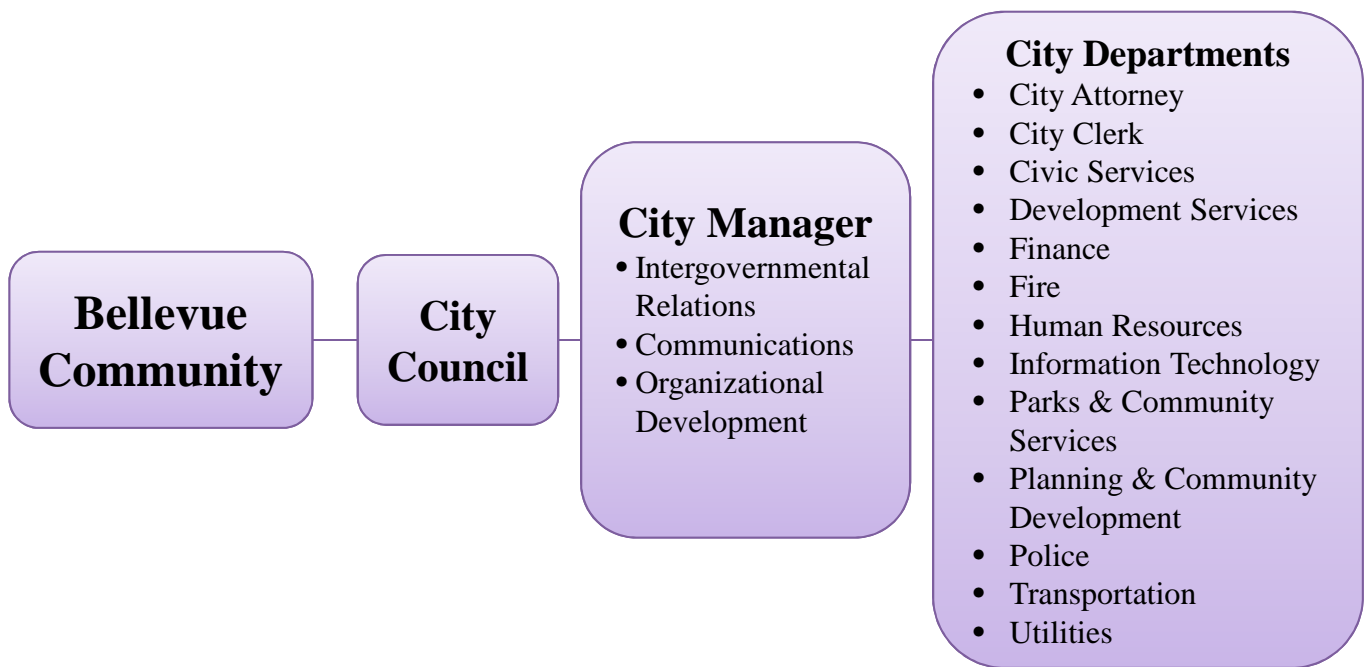 Bellevue
Community
City
Council
City Manager
• Intergovernmental
Relations
• Communications
• Organizational
Development
City Departments
• City Attorney
• City Clerk
• Civic Services
• Development Services
• Finance
• Fire
• Human Resources
• Information Technology
• Parks & Community
Services
• Planning & Community
Development
• Police
• Transportation
• Utilities